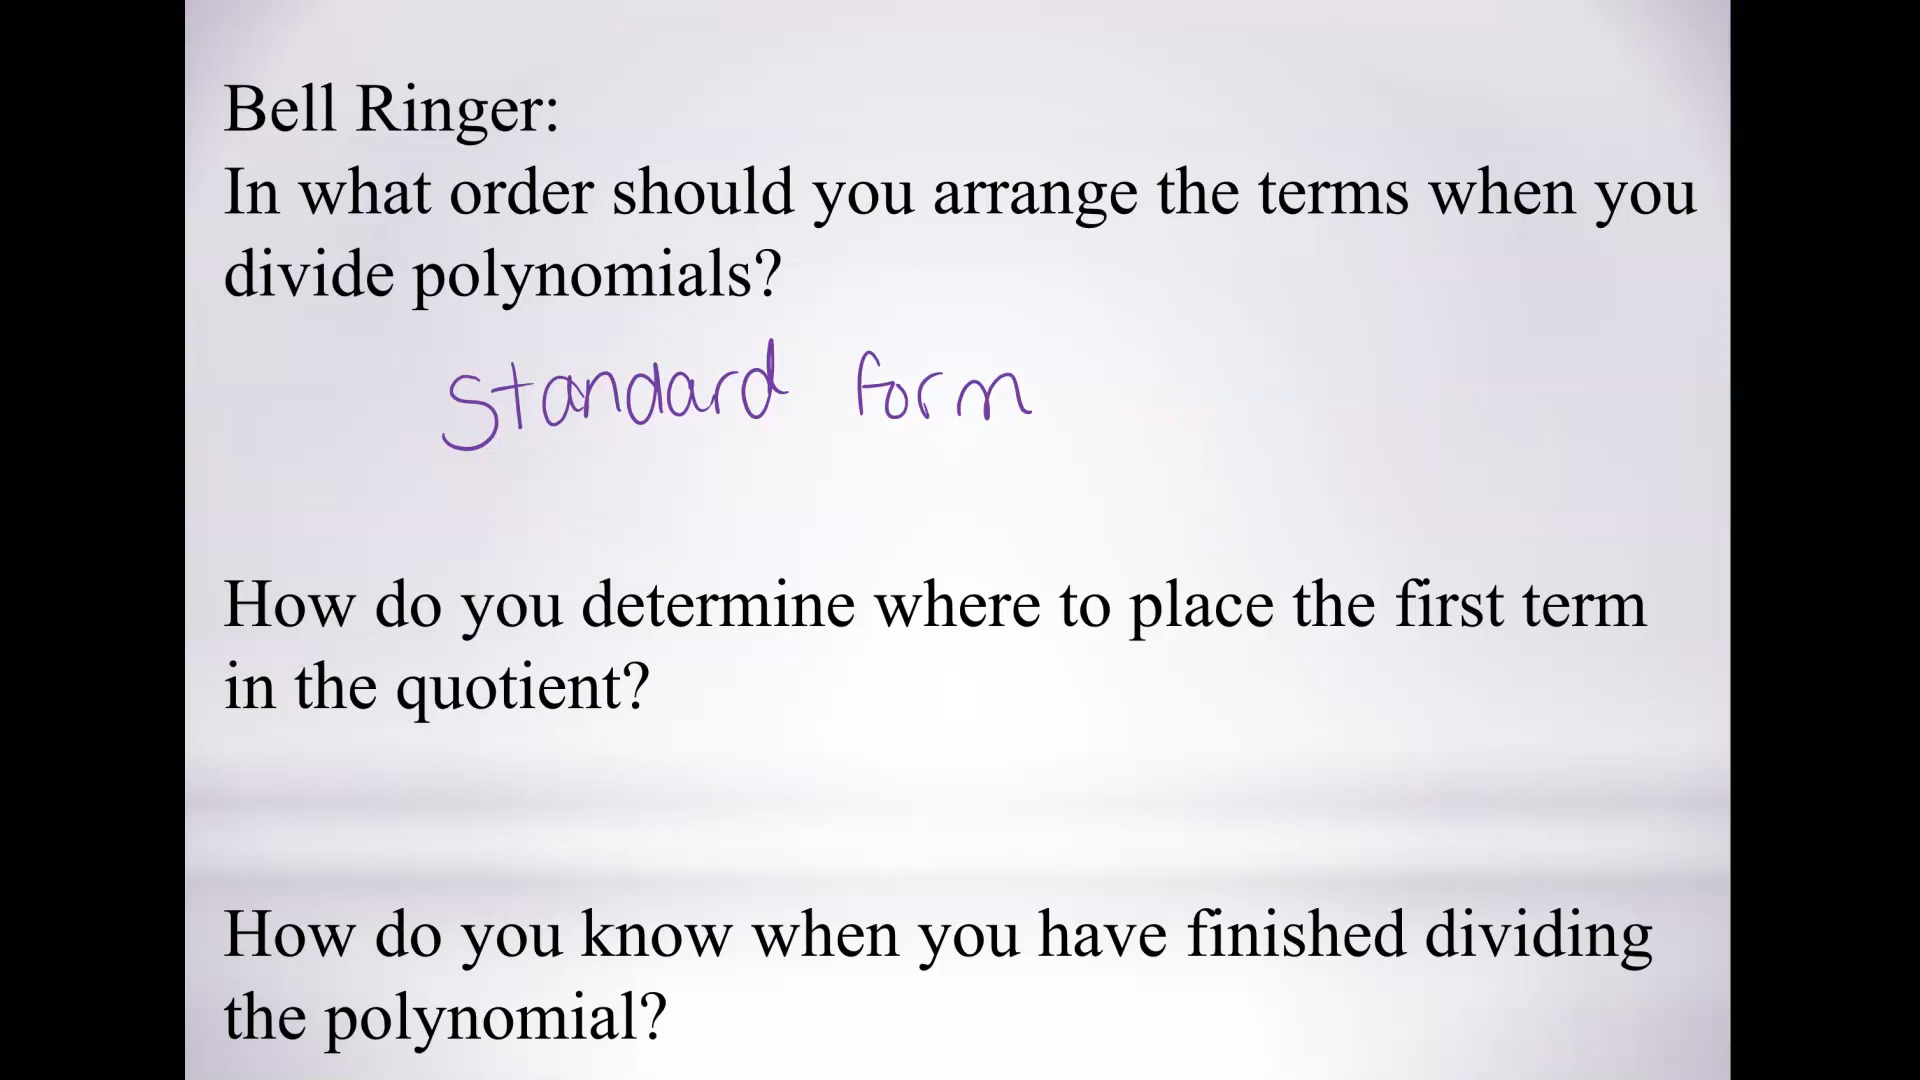 Bell Ringer:
In what order should you arrange the terms when you
divide polynomials?
Standard form
How do you determine where to place the first term
in the quotient?
How do you know when you have finished dividing
the polynomial?